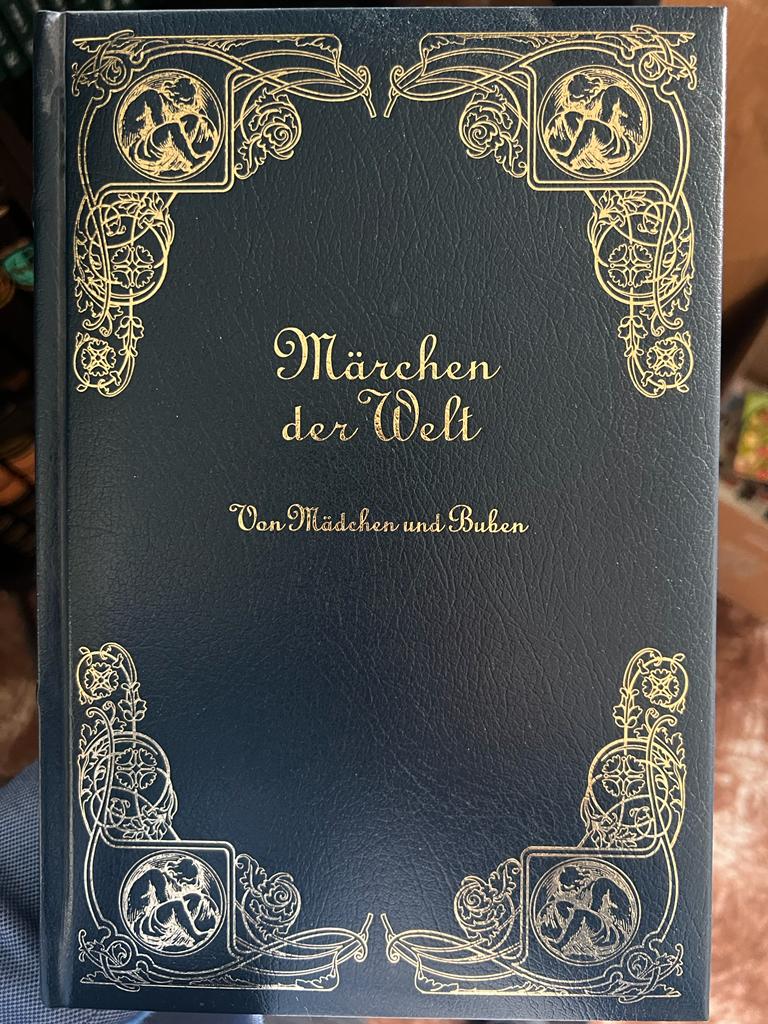 Märchen
der Welt
Von Mädchen und Buben